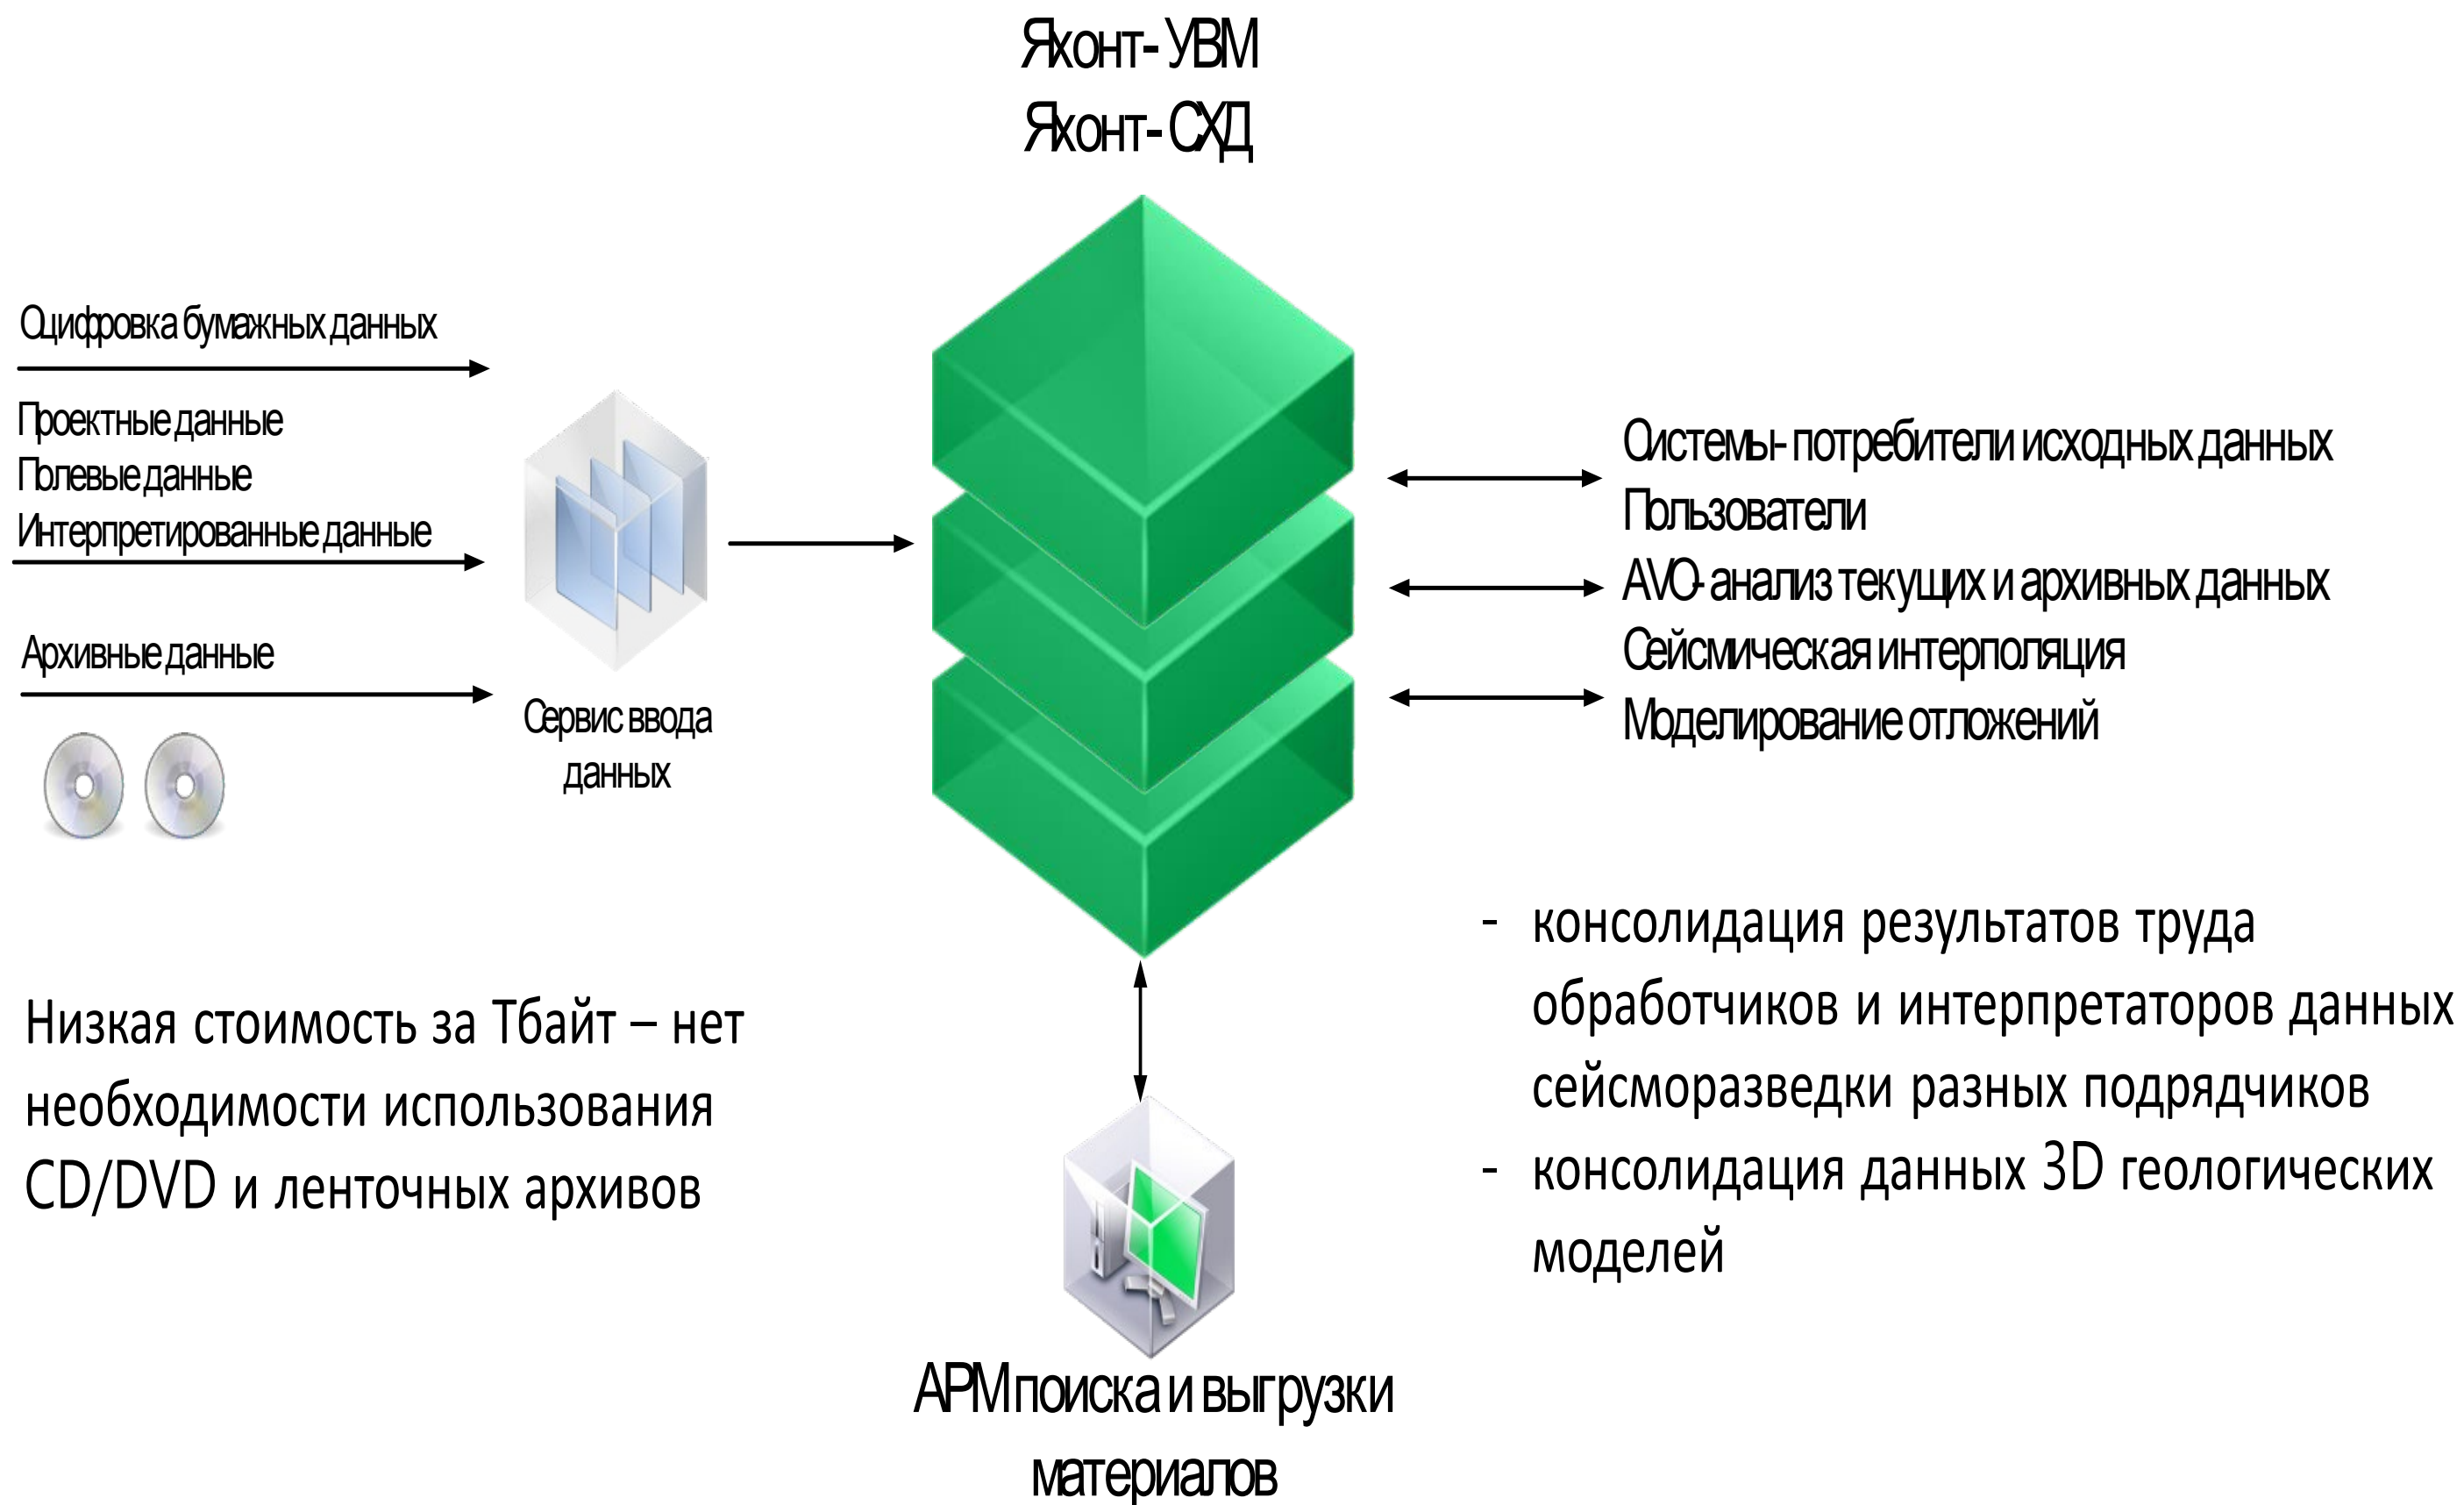 Яхонт- УВМ
Яхонт- СХД
Оцифровка бумажных данных
Проектные данные
Полевые данные
Интерпретированные данные
Архивные данные
Сервис ввода
данных
Системы- потребители исходных данных
Пользователи
AVO- анализ текущих и архивных данных
Сейсмическая интерполяция
Моделирование отложений
Низкая стоимость за Тбайт – нет
необходимости использования
CD/DVD и ленточных архивов
- консолидация результатов труда
обработчиков и интерпретаторов данных
сейсморазведки разных подрядчиков
- консолидация данных 3D геологических
моделей
АРМ поиска и выгрузки
материалов